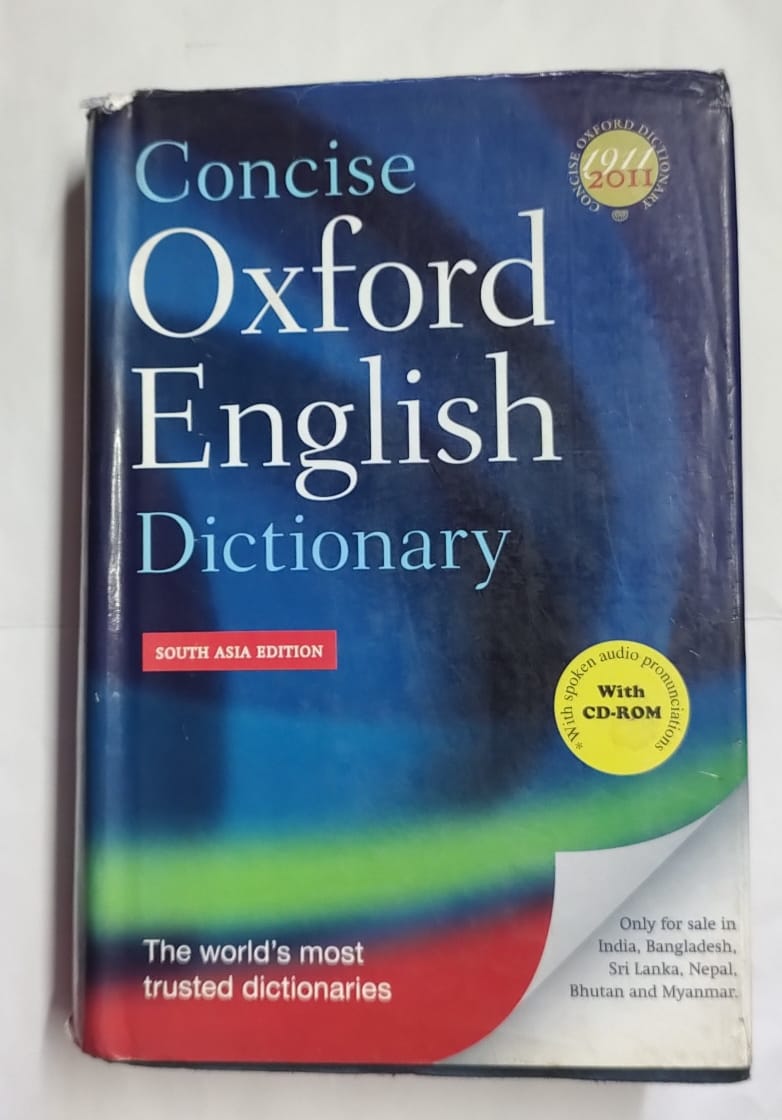 Concise
CONCISE OXFORD DICTIONARY
1911
2011
Oxford
English
Dictionary
SOUTH ASIA EDITION
*With spoken audio pronunciations
With
CD-ROM
The world's most
trusted dictionaries
Only for sale in
India, Bangladesh,
Sri Lanka, Nepal,
Bhutan and Myanmar.